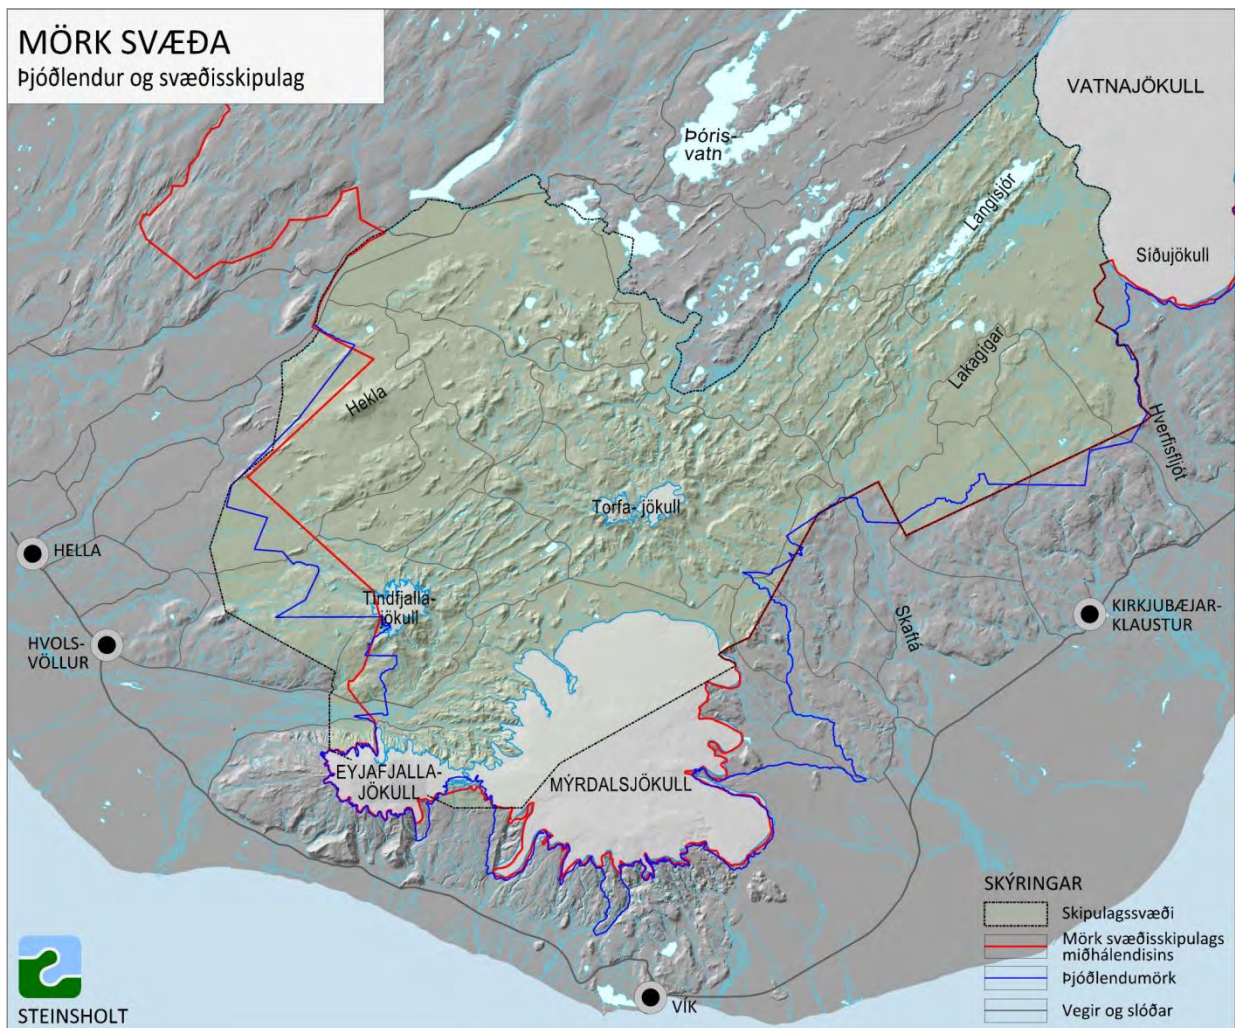 MÖRK SVÆÐA
Þjóðlendur og svæðisskipulag
VATNAJÖKULL
Þóris-
vatn
Langisjór
Síðujökull
Lakagigar
Hekla
Hverfisfljót
Torfa- jökull
HELLA
Tindfjalla-
jökull
KIRKJUBÆJAR-
KLAUSTUR
Skaftá
HVOLS-
VÖLLUR
EYJAFJALLA-
JÖKULL
MÝRDALSJÖKULL
SKÝRINGAR
Skipulagssvæði
Mörk svæðisskipulags
miðhálendisins
Þjóðlendumörk
Vegir og slóðar
STEINSHOLT
VÍK